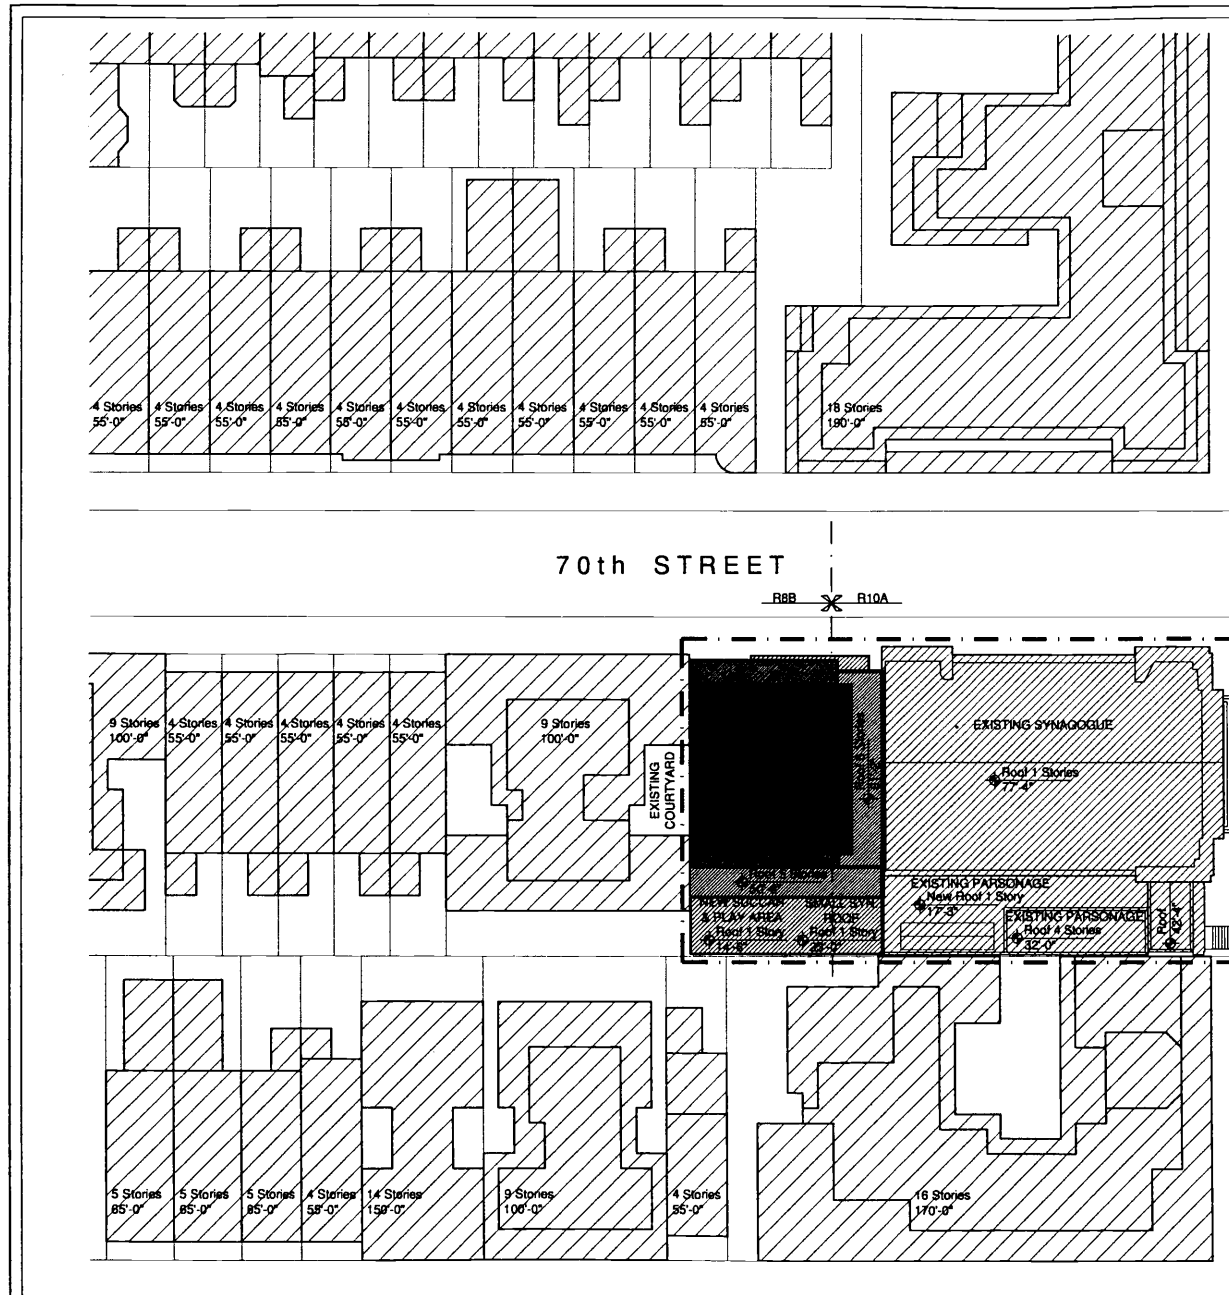 4 Stories
55'-0"
4 Stories
55'-0"
4 Stories
55'-0"
4 Stories
55'-0"
4 Stories
55'-0"
4 Stories
55'-0"
4 Stories
55'-0"
4 Stories
55'-0"
4 Stories
55'-0"
4 Stories
55'-0"
4 Stories
55'-0"
18 Stories
190'-0"
70th STREET
R8B
R10A
9 Stories
100'-0"
4 Stories
55'-0"
4 Stories
55'-0"
4 Stories
55'-0"
4 Stories
55'-0"
4 Stories
55'-0"
9 Stories
100'-0"
EXISTING
COURTYARD
EXISTING SYNAGOGUE
Roof 1 Stories
77'-4"
Stories
NEW SUCCAH
& PLAY AREA
Roof 1 Story
SMALL SYN.
ROOF
Roof 1 Story
EXISTING PARSONAGE
New Roof 1 Story
17'-3"
EXISTING PARSONAGE
Roof 4 Stories
32'-0"
Roof
42'-4"
5 Stories
65'-0"
5 Stories
65'-0"
5 Stories
65'-0"
4 Stories
55'-0"
14 Stories
150'-0"
9 Stories
100'-0"
4 Stories
55'-0"
16 Stories
170'-0"